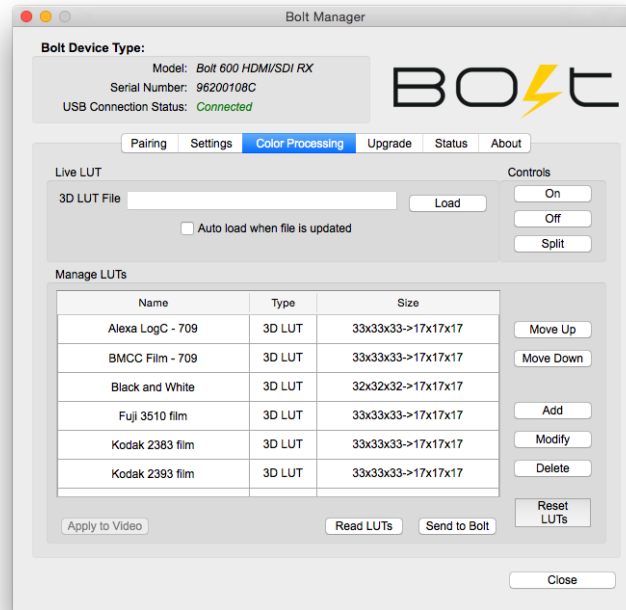 Bolt Manager
Bolt Device Type:
Model: Bolt 600 HDMI/SDI RX
Serial Number: 96200108C
USB Connection Status: Connected
BOLT
Pairing Settings Color Processing Upgrade Status About
Live LUT
3D LUT File
Load
Auto load when file is updated
Controls
On
Off
Split
Manage LUTs
Name Type Size
Alexa LogC - 709 3D LUT 33x33x33->17x17x17
BMCC Film - 709 3D LUT 33x33x33->17x17x17
Black and White 3D LUT 32x32x32->17x17x17
Fuji 3510 film 3D LUT 33x33x33->17x17x17
Kodak 2383 film 3D LUT 33x33x33->17x17x17
Kodak 2393 film 3D LUT 33x33x33->17x17x17
Move Up
Move Down
Add
Modify
Delete
Reset
LUTs
Apply to Video Read LUTs Send to Bolt
Close